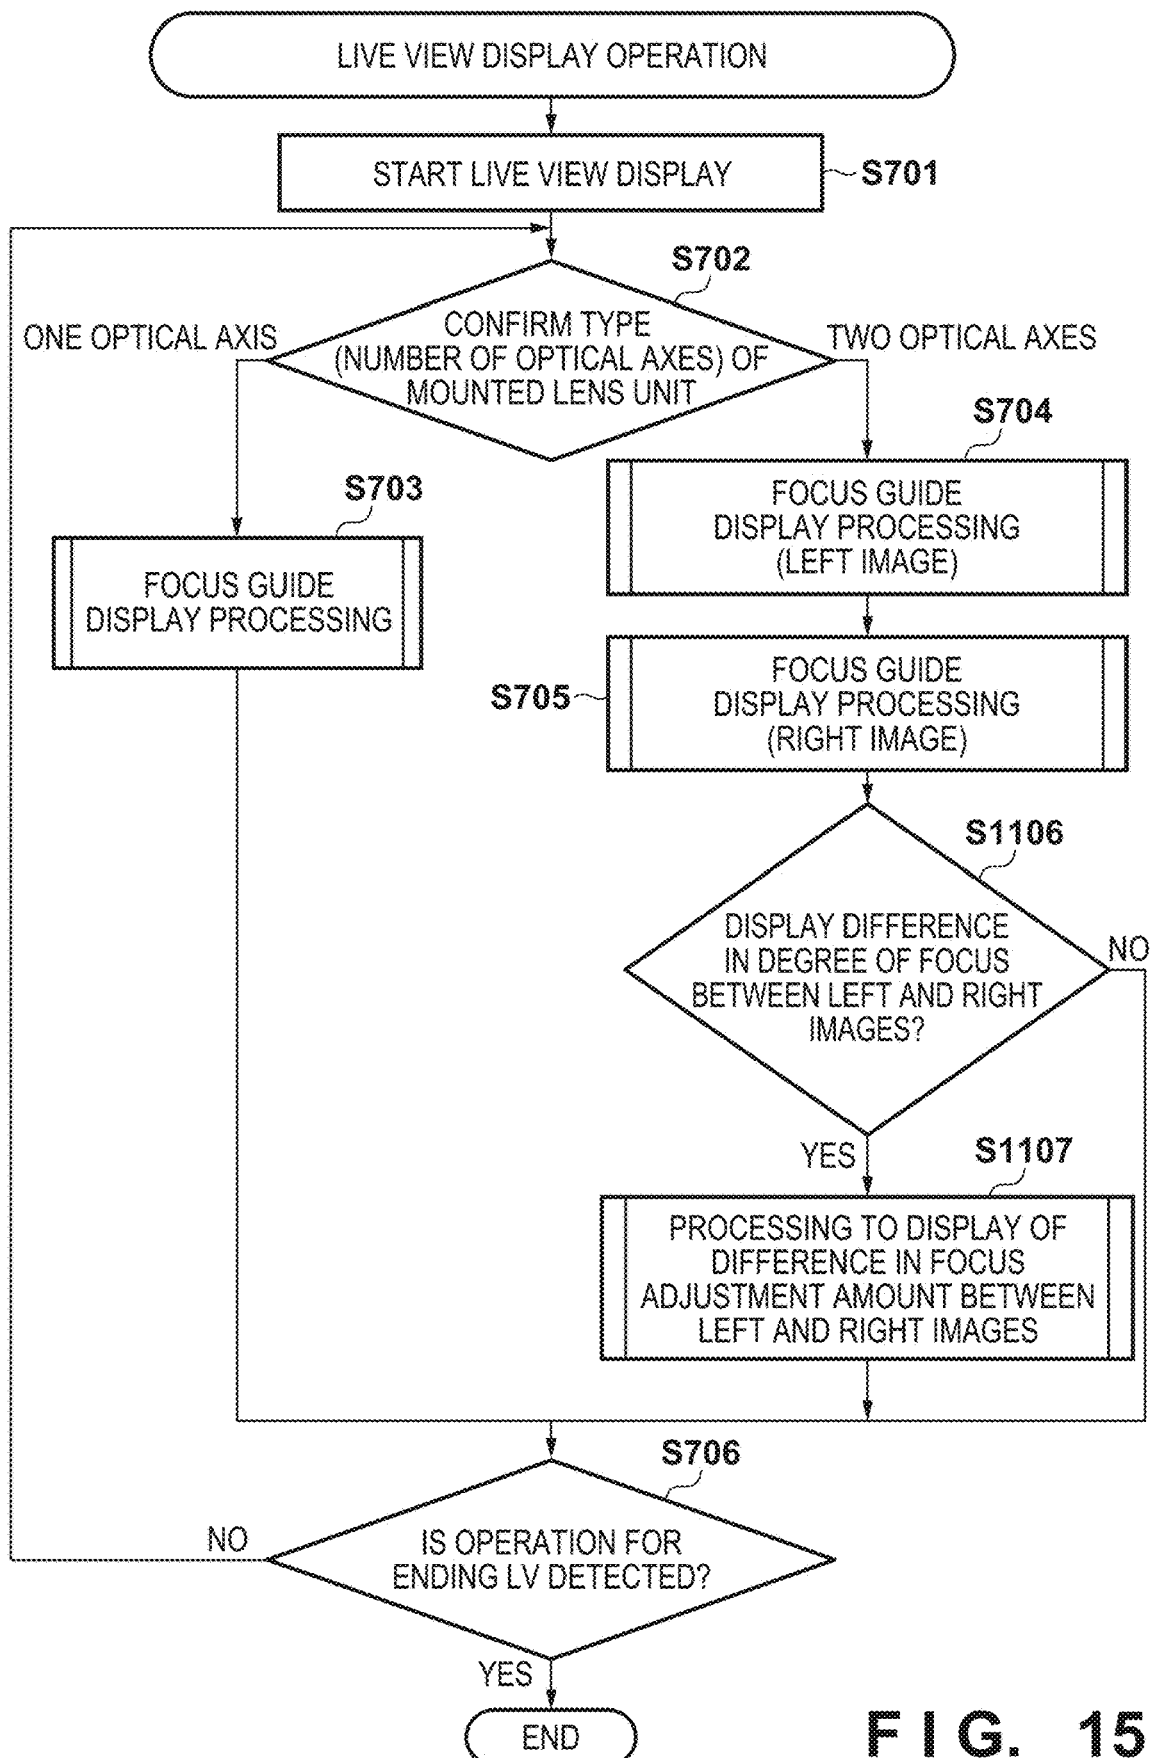 LIVE VIEW DISPLAY OPERATION
START LIVE VIEW DISPLAY
S701
S702
ONE OPTICAL AXIS
CONFIRM TYPE
(NUMBER OF OPTICAL AXES) OF
MOUNTED LENS UNIT
TWO OPTICAL AXES
S704
FOCUS GUIDE
DISPLAY PROCESSING
(LEFT IMAGE)
S703
FOCUS GUIDE
DISPLAY PROCESSING
S705
FOCUS GUIDE
DISPLAY PROCESSING
(RIGHT IMAGE)
S1106
DISPLAY DIFFERENCE
IN DEGREE OF FOCUS
BETWEEN LEFT AND RIGHT
IMAGES?
NO
YES
S1107
PROCESSING TO DISPLAY OF
DIFFERENCE IN FOCUS
ADJUSTMENT AMOUNT BETWEEN
LEFT AND RIGHT IMAGES
S706
IS OPERATION FOR
ENDING LV DETECTED?
NO
YES
END
FIG. 15